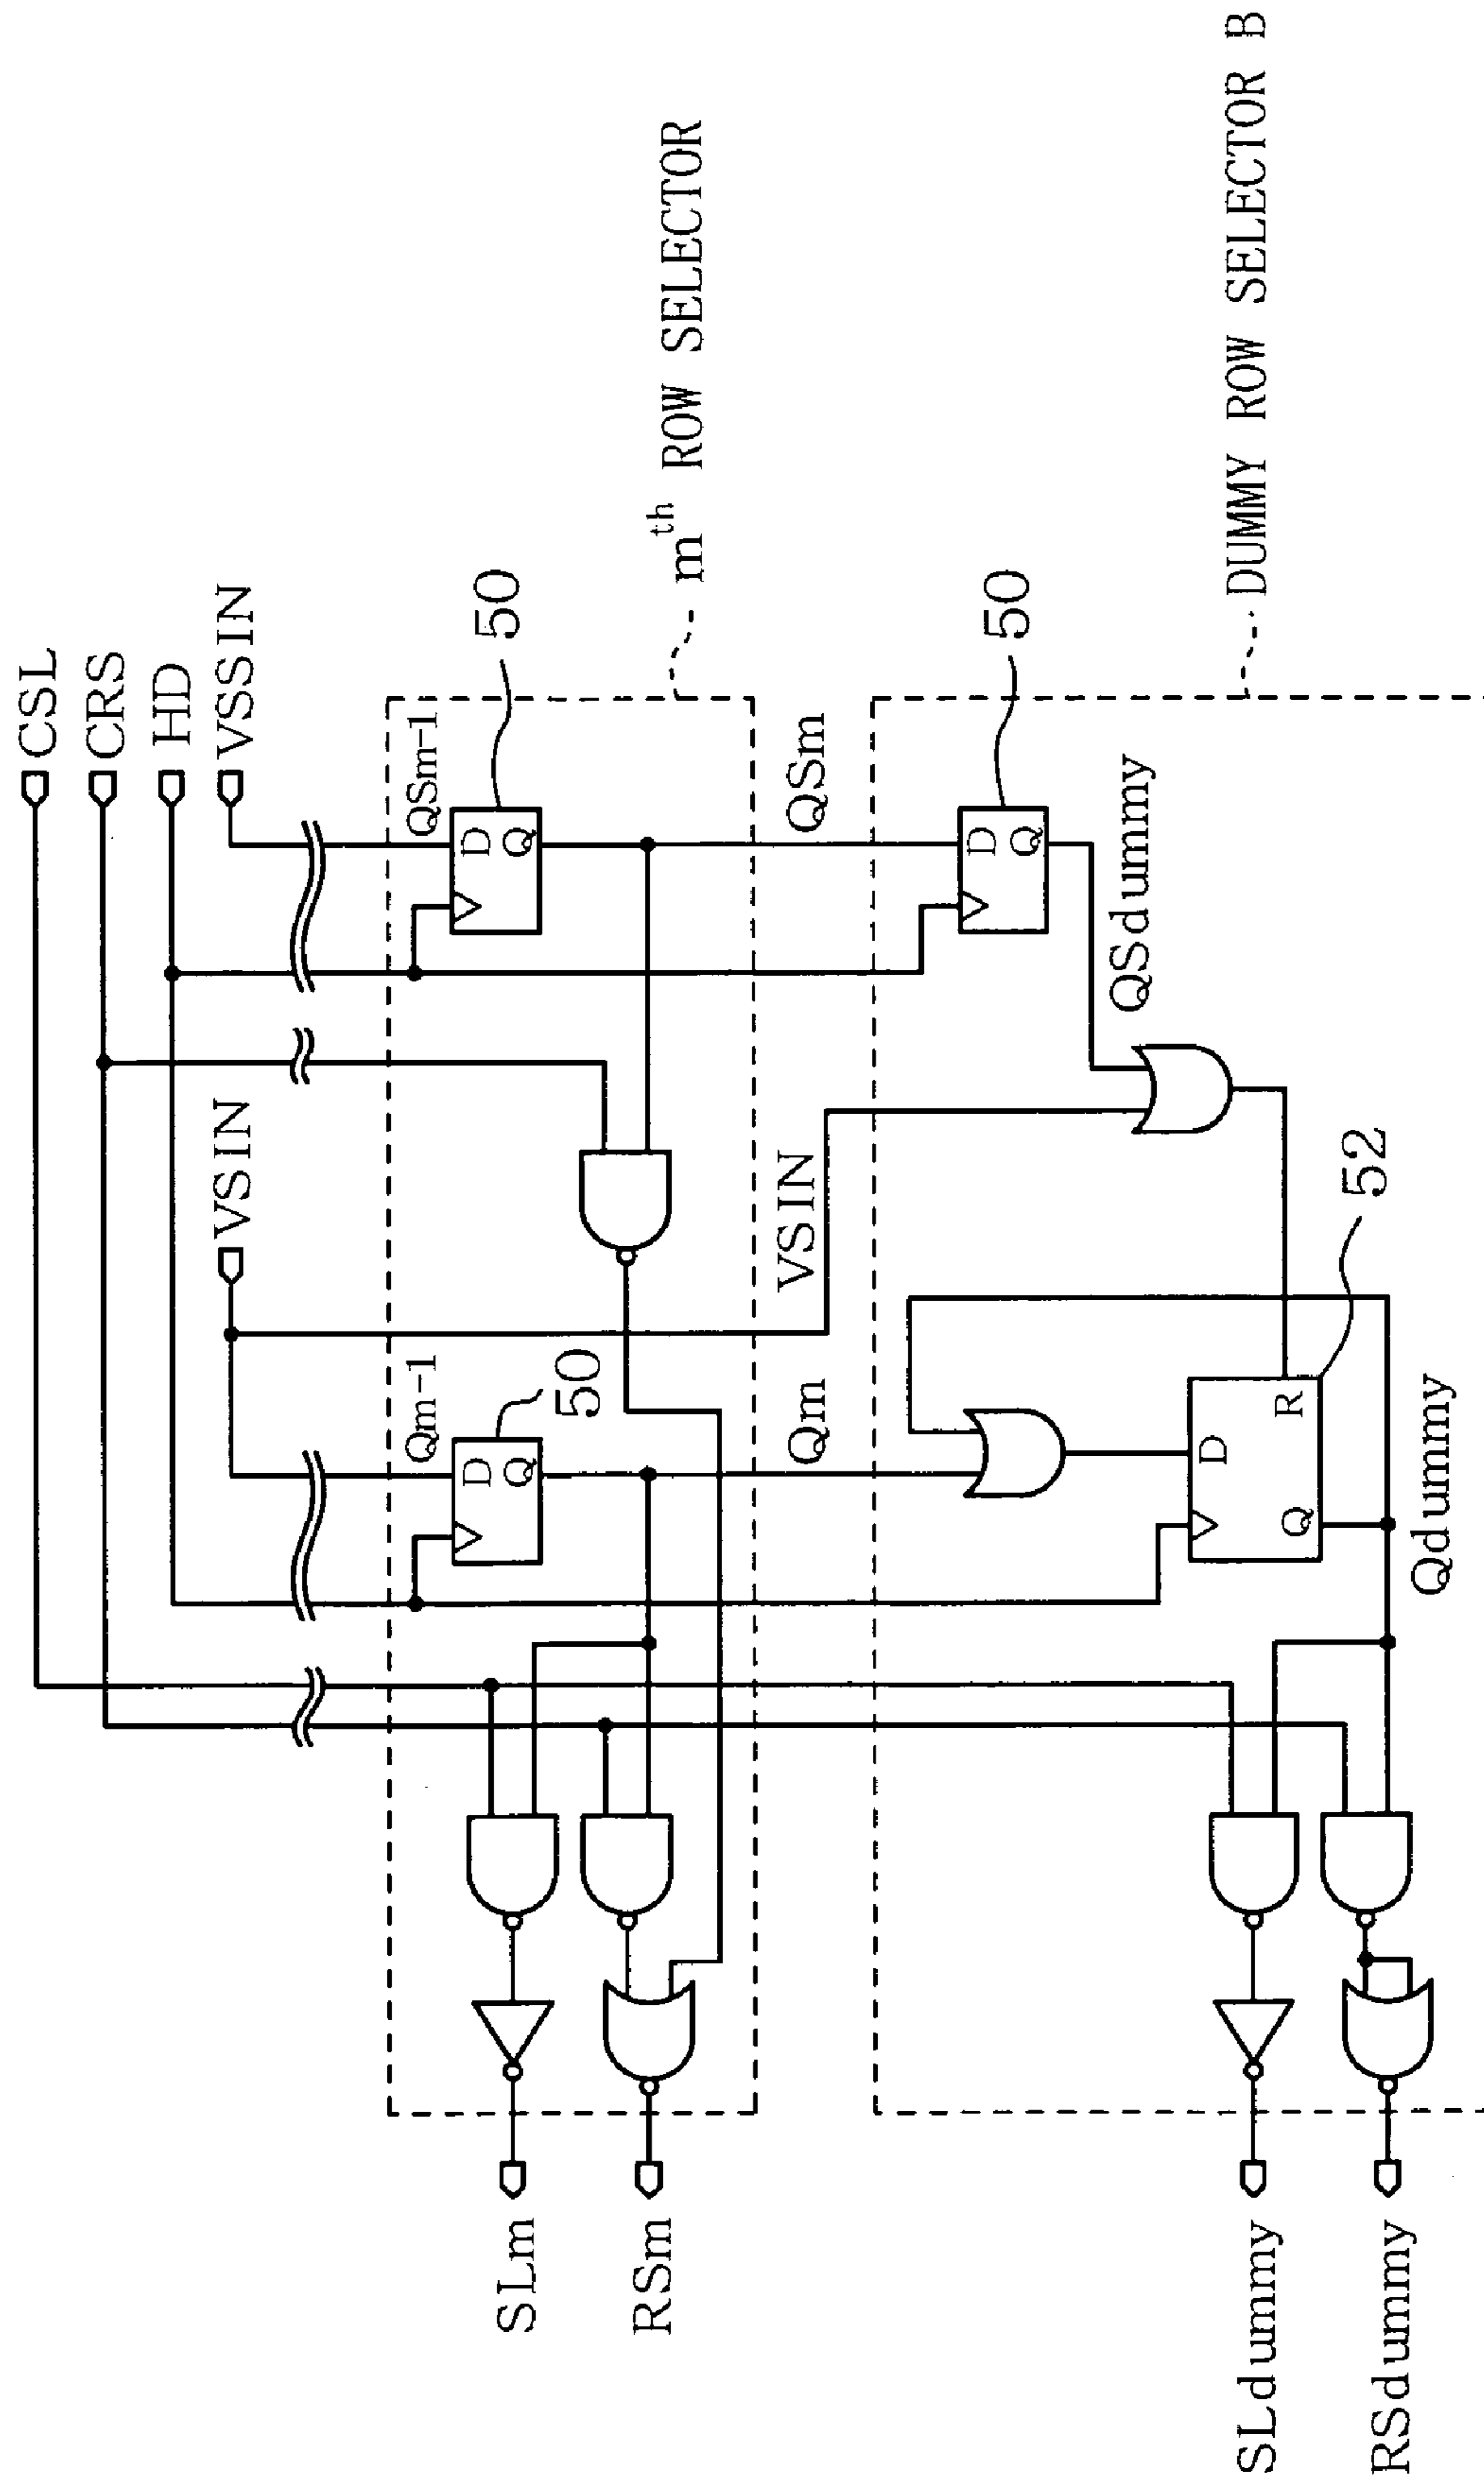 CSL
CRS
HD
VSSIN
VSIN
mth ROW SELECTOR
QSm-1
50
D
Q
Qm-1
50
D
Q
SLm
RSm
QSm
VSIN
Qm
DUMMY ROW SELECTOR B
50
D
Q
QSdummy
52
D
R
Q
Qdummy
SLdummy
RSdummy